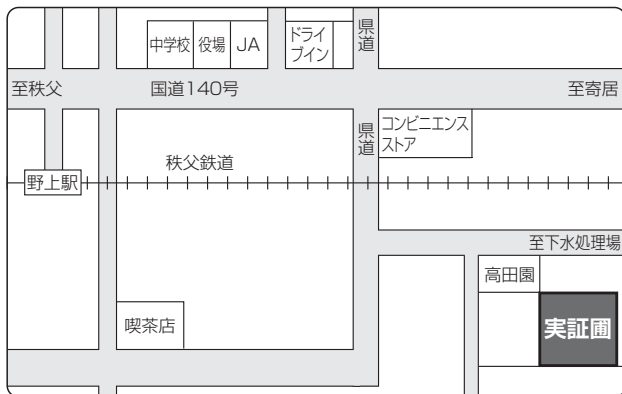 中学校
役場
JA
ドライ
ブイン
県道
至秩父
国道140号
至寄居
県道
コンビニエンス
ストア
秩父鉄道
野上駅
至下水処理場
高田園
実証圃
喫茶店